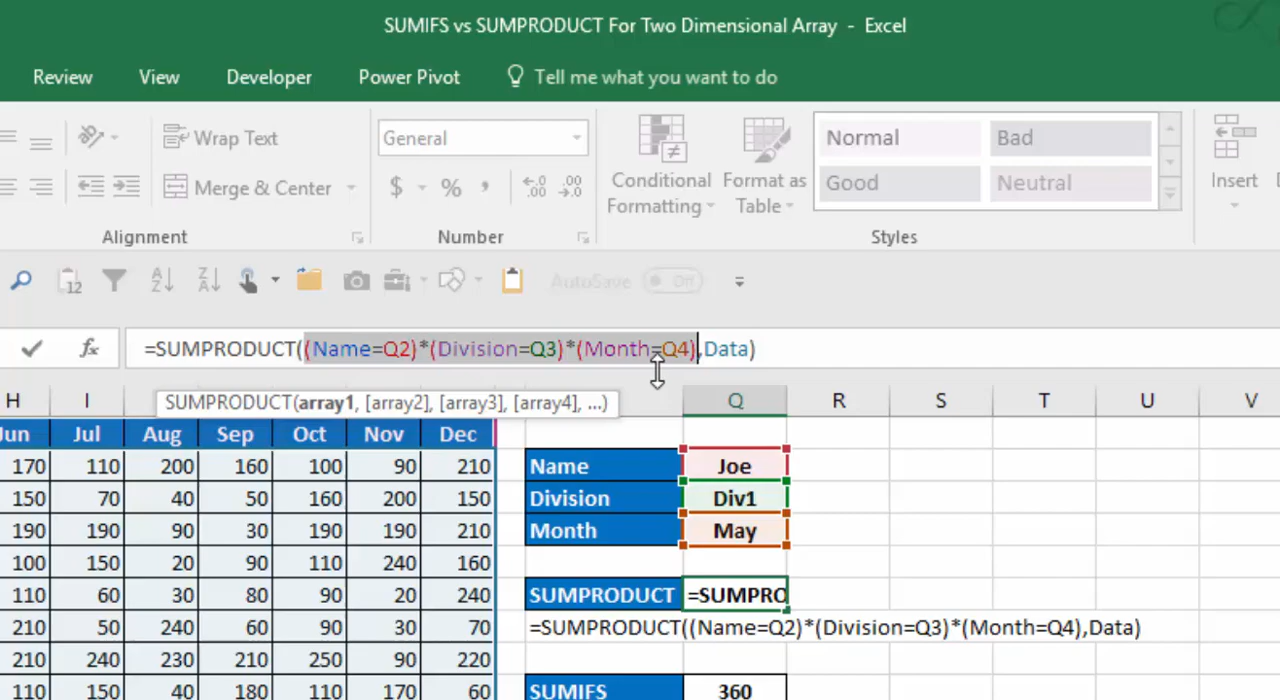 SUMIFS vs SUMPRODUCT For Two Dimensional Array - Excel
Review View Developer Power Pivot Tell me what you want to do
Wrap Text General Normal Bad
Merge & Center $ % , Conditional Formatting Format as Table Good Neutral Insert
Alignment Number Styles
12 AutoSave Off
fx =SUMPRODUCT((Name=Q2)*(Division=Q3)*(Month=Q4),Data)
SUMPRODUCT(array1, [array2], [array3], [array4], ...)
H I Q R S T U V
Jun Jul Aug Sep Oct Nov Dec
170 110 200 160 100 90 210 Name Joe
150 70 40 50 160 200 150 Division Div1
190 190 90 30 190 190 210 Month May
100 150 20 90 110 240 160
110 60 30 80 90 20 240 SUMPRODUCT =SUMPRO
210 50 240 60 90 30 70 =SUMPRODUCT((Name=Q2)*(Division=Q3)*(Month=Q4),Data)
210 240 230 210 250 90 220
110 150 40 180 110 170 60 SUMIFS 360